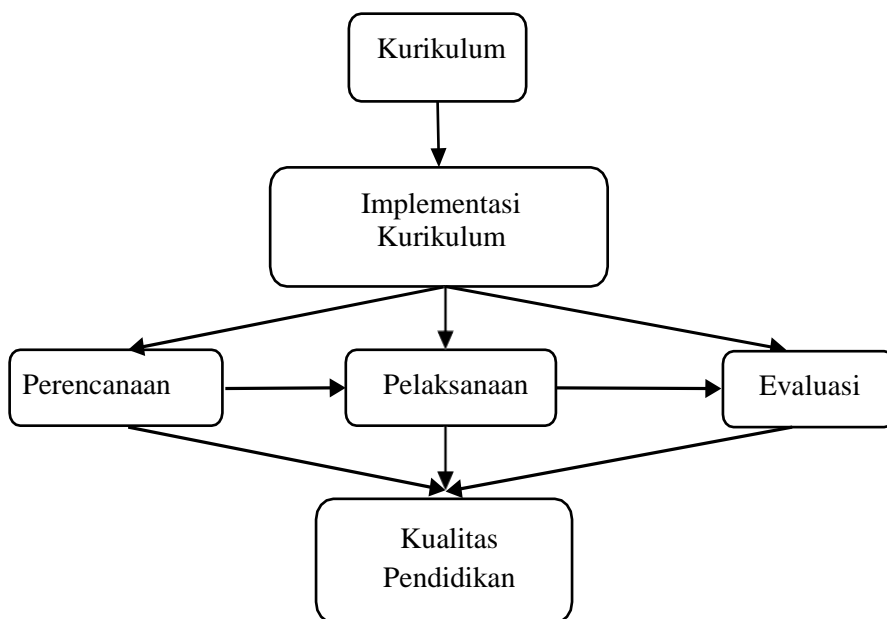 Kurikulum
Implementasi
Kurikulum
Perencanaan
Pelaksanaan
Evaluasi
Kualitas
Pendidikan